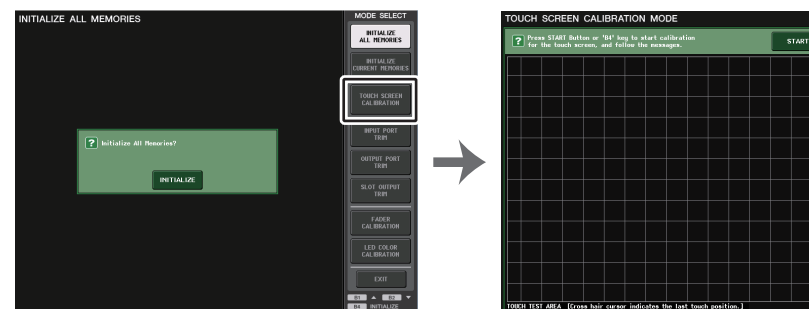 INITIALIZE ALL MEMORIES
? Initialize All Memories?
INITIALIZE
MODE SELECT
INITIALIZE
ALL MEMORIES
INITIALIZE
CURRENT MEMORIES
TOUCH SCREEN
CALIBRATION
INPUT PORT
TRIM
OUTPUT PORT
TRIM
SLOT OUTPUT
TRIM
FADER
CALIBRATION
LED COLOR
CALIBRATION
EXIT
B1 ▲ B2 ▼
B4 INITIALIZE
TOUCH SCREEN CALIBRATION MODE
? Press START Button or 'B4' key to start calibration
for the touch screen, and follow the messages.
START
TOUCH TEST AREA [Cross hair cursor indicates the last touch position.]